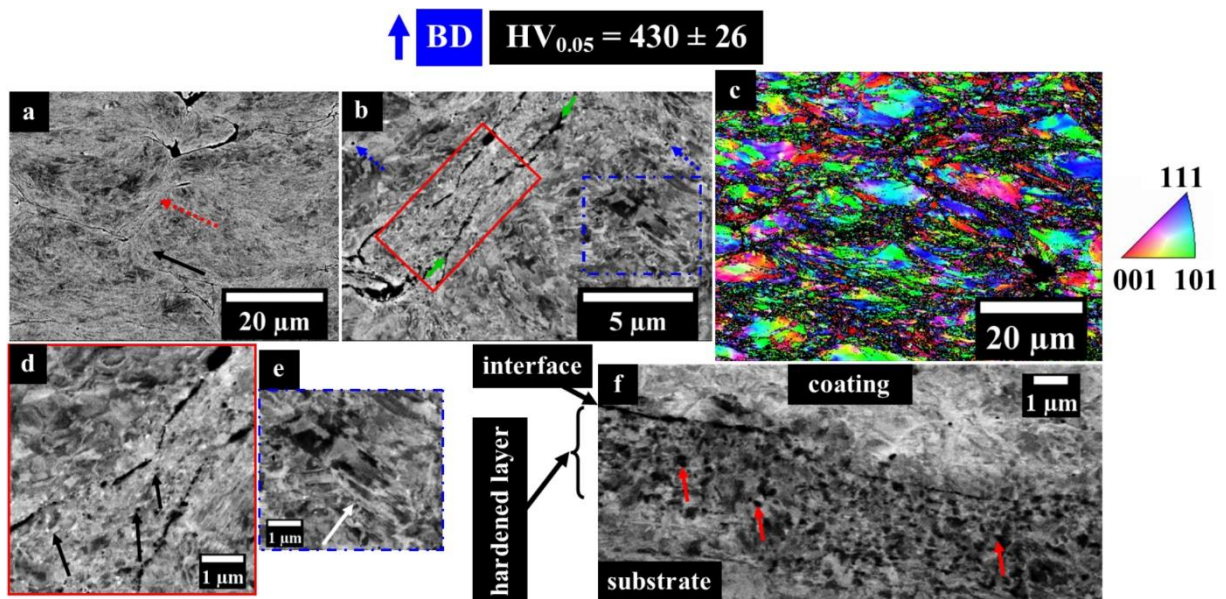 BD
HV0.05 = 430 ± 26
a
20 µm
b
5 µm
c
20 µm
111
001 101
d
1 µm
e
1 µm
interface
hardened layer
f
coating
1 µm
substrate